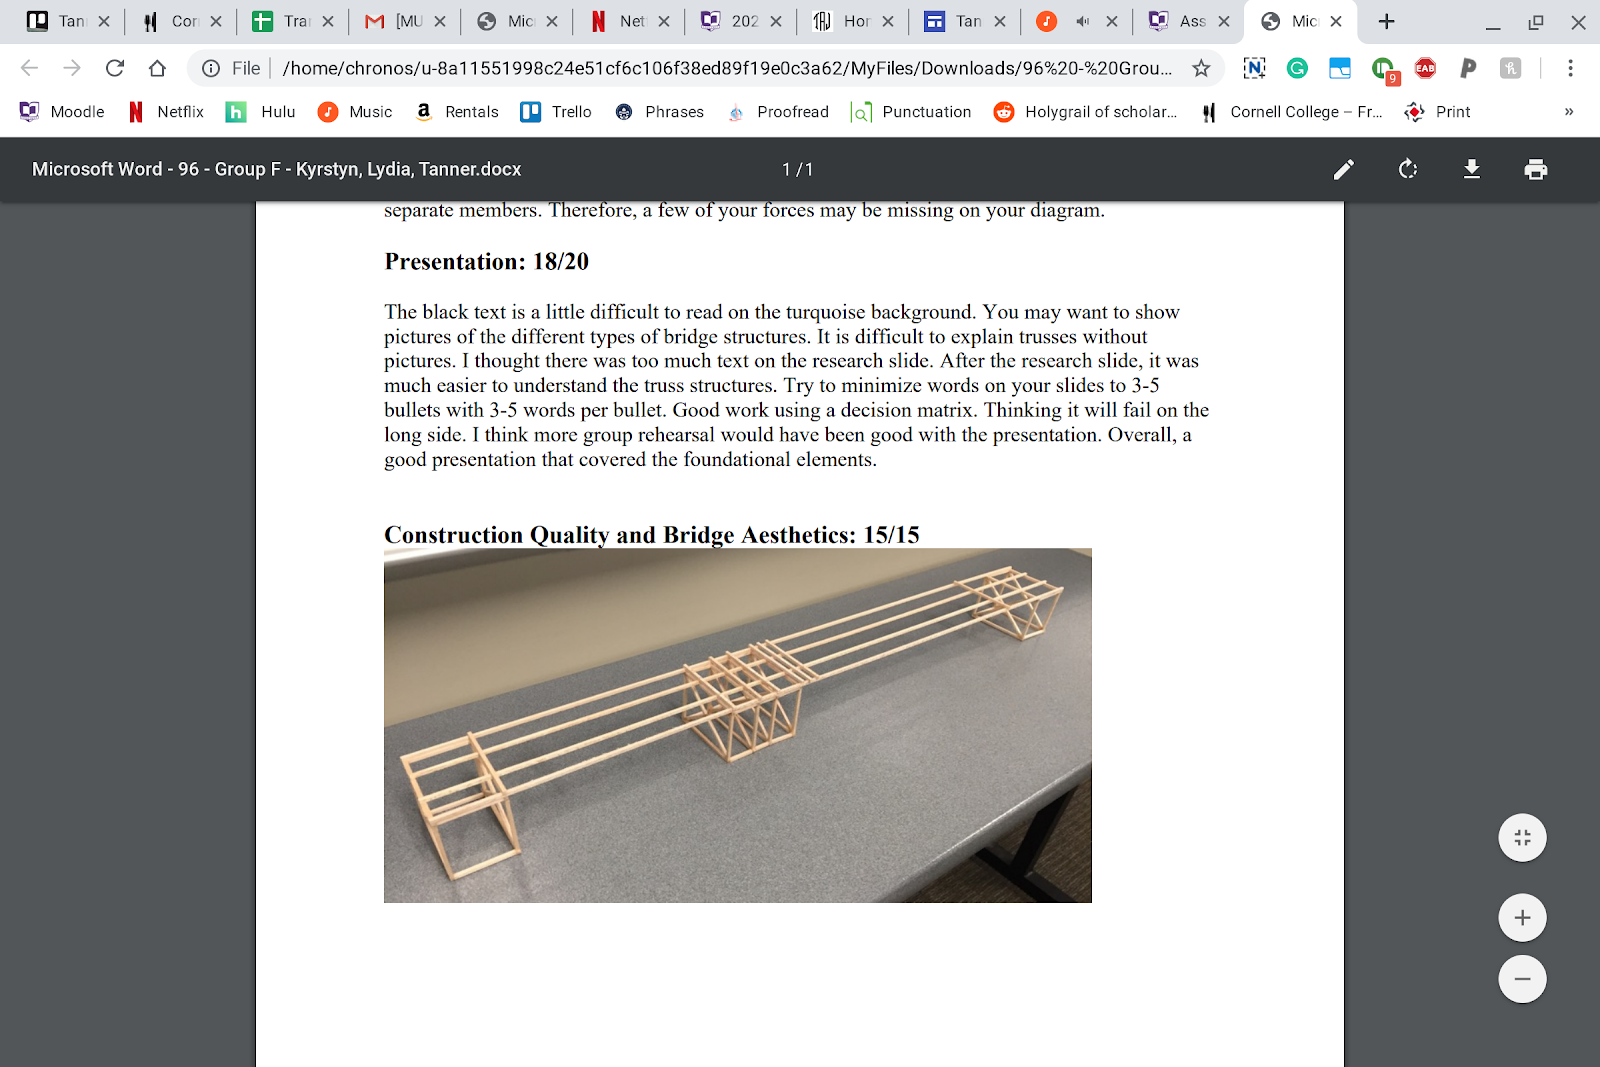 Tan Cor Tra [MU Mic Net 202 Hor Tan Ass Mic
File /home/chronos/u-8a11551998c24e51cf6c106f38ed89f19e0c3a62/MyFiles/Downloads/96%20-%20Grou... 9 EAB
Moodle Netflix Hulu Music Rentals Trello Phrases Proofread Punctuation Holygrail of scholar... Cornell College – Fr... Print »
Microsoft Word - 96 - Group F - Kyrstyn, Lydia, Tanner.docx 1 / 1
separate members. Therefore, a few of your forces may be missing on your diagram.
Presentation: 18/20
The black text is a little difficult to read on the turquoise background. You may want to show
pictures of the different types of bridge structures. It is difficult to explain trusses without
pictures. I thought there was too much text on the research slide. After the research slide, it was
much easier to understand the truss structures. Try to minimize words on your slides to 3-5
bullets with 3-5 words per bullet. Good work using a decision matrix. Thinking it will fail on the
long side. I think more group rehearsal would have been good with the presentation. Overall, a
good presentation that covered the foundational elements.
Construction Quality and Bridge Aesthetics: 15/15